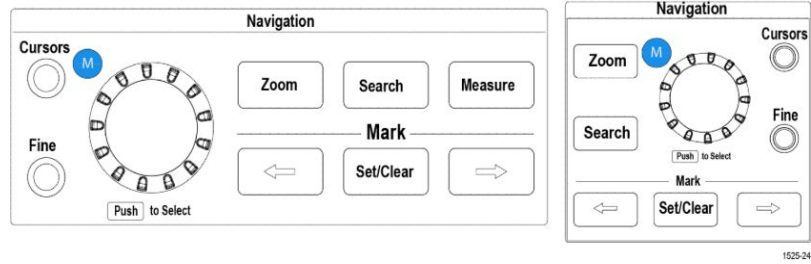 Navigation
Cursors
M
Zoom
Search
Measure
Fine
Mark
Set/Clear
Push to Select
Navigation
Cursors
M
Zoom
Fine
Search
Push to Select
Mark
Set/Clear
1525-24